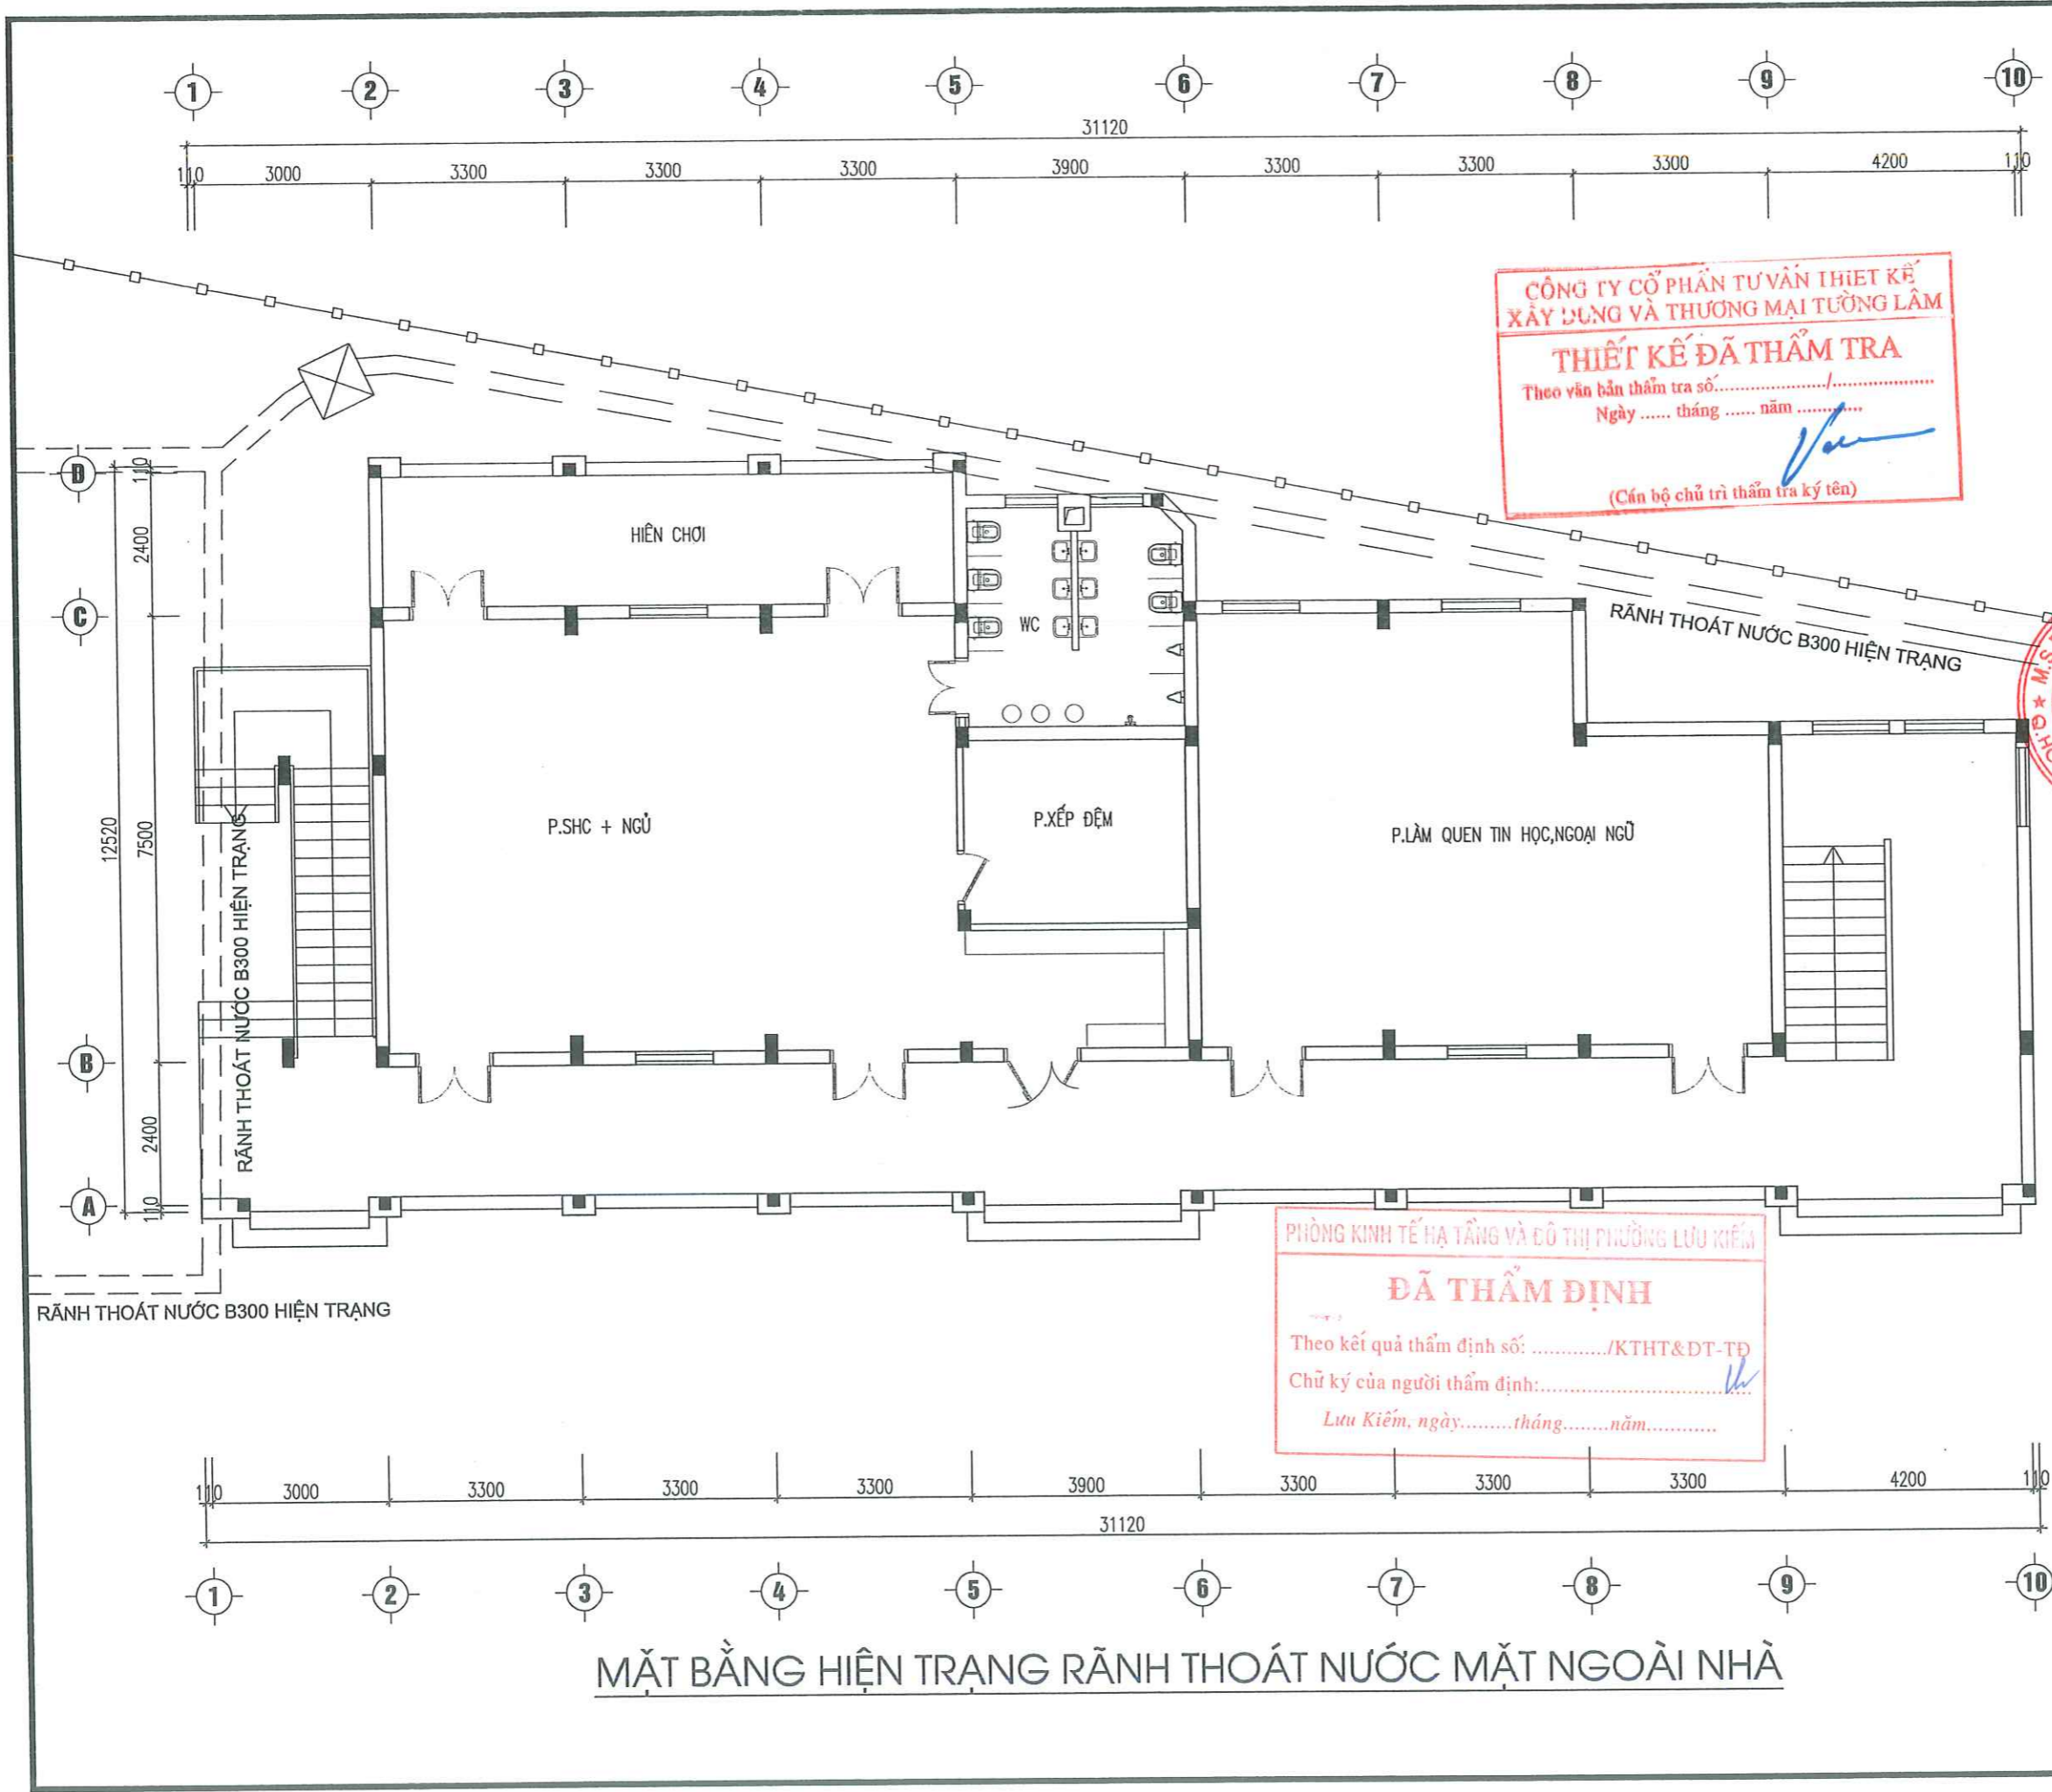 1 2 3 4 5 6 7 8 9 10
31120
110 3000 3300 3300 3300 3900 3300 3300 3300 4200 110
CÔNG TY CỔ PHẦN TƯ VẤN THIẾT KẾ
XÂY DỰNG VÀ THƯƠNG MẠI TƯỜNG LÂM
THIẾT KẾ ĐÃ THẨM TRA
Theo văn bản thẩm tra số...................../....................
Ngày ...... tháng ...... năm .............
(Cán bộ chủ trì thẩm tra ký tên)
D
110
2400
HIÊN CHƠI
C
WC
RÃNH THOÁT NƯỚC B300 HIỆN TRẠNG
M.S
★ Q.H
12520
7500
P.SHC + NGỦ
P.XẾP ĐỆM
P.LÀM QUEN TIN HỌC,NGOẠI NGỮ
RÃNH THOÁT NƯỚC B300 HIỆN TRẠNG
B
2400
A
110
RÃNH THOÁT NƯỚC B300 HIỆN TRẠNG
PHÒNG KINH TẾ HẠ TẦNG VÀ ĐÔ THỊ PHƯỜNG LƯU KIẾM
ĐÃ THẨM ĐỊNH
Theo kết quả thẩm định số: ............./KTHT&DT-TĐ
Chữ ký của người thẩm định:......................................
Lưu Kiếm, ngày.........tháng........năm............
110 3000 3300 3300 3300 3900 3300 3300 3300 4200 110
31120
1 2 3 4 5 6 7 8 9 10
MẶT BẰNG HIỆN TRẠNG RÃNH THOÁT NƯỚC MẶT NGOÀI NHÀ